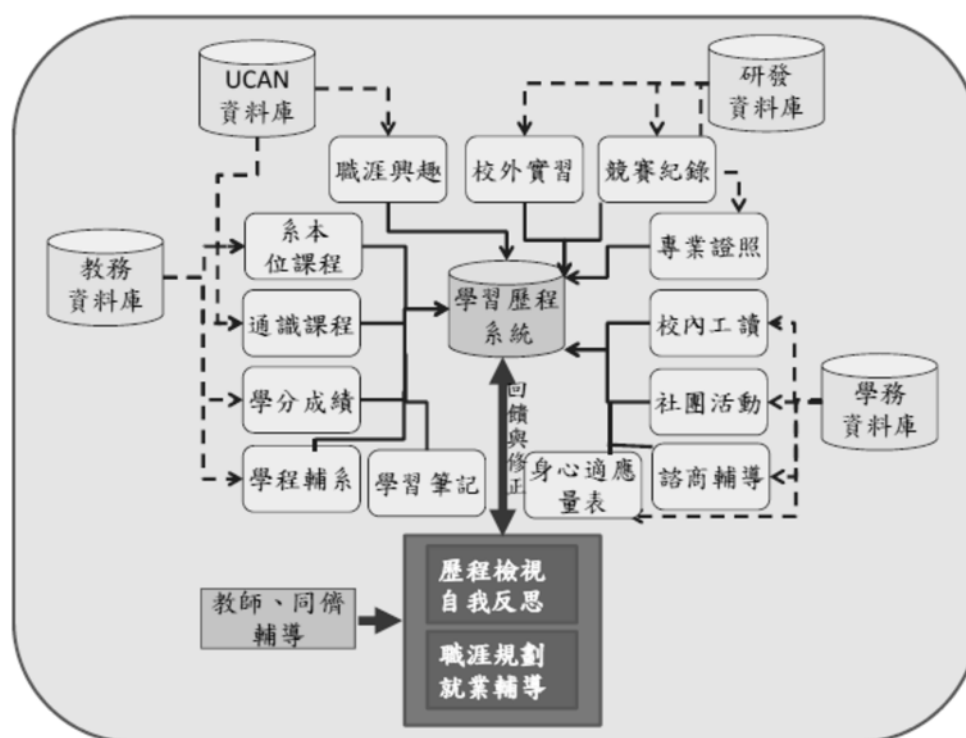 UCAN
資料庫
研發
資料庫
職涯興趣
校外實習
競賽紀錄
系本
位課程
專業證照
教務
資料庫
學習歷程
系統
通識課程
校內工讀
學分成績
社團活動
學務
資料庫
回饋與修正
學程輔系
學習筆記
身心適應
量表
諮商輔導
歷程檢視
自我反思
教師、同儕
輔導
職涯規劃
就業輔導